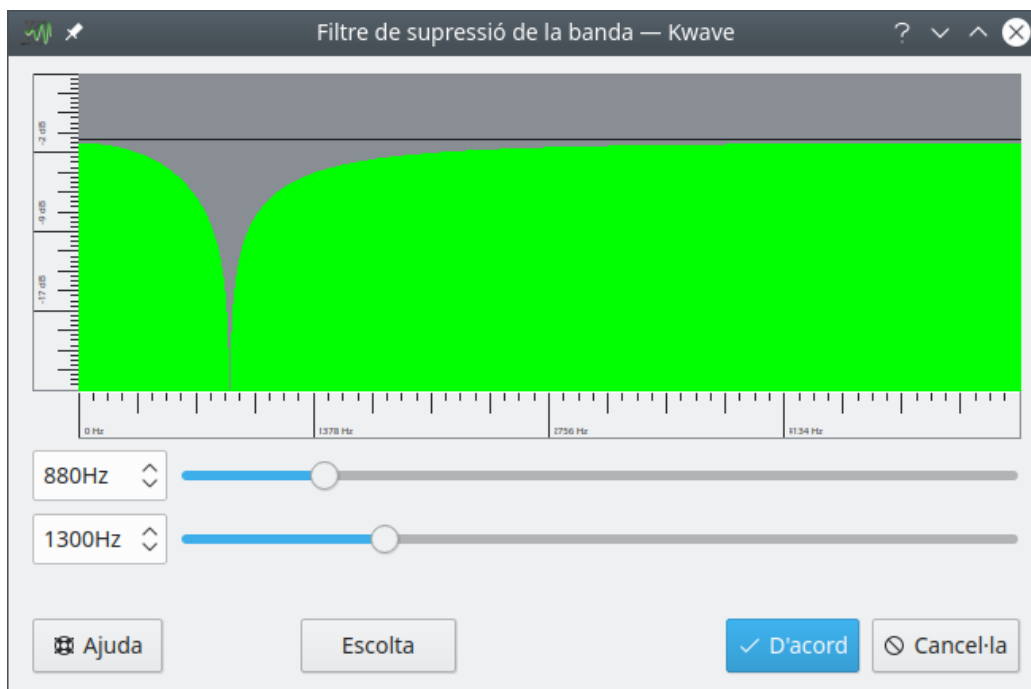 Filtre de supressió de la banda — Kwave
-2 dB
-9 dB
-17 dB
0 Hz
1378 Hz
2756 Hz
4134 Hz
880Hz
1300Hz
Ajuda
Escolta
D'acord
Cancel·la